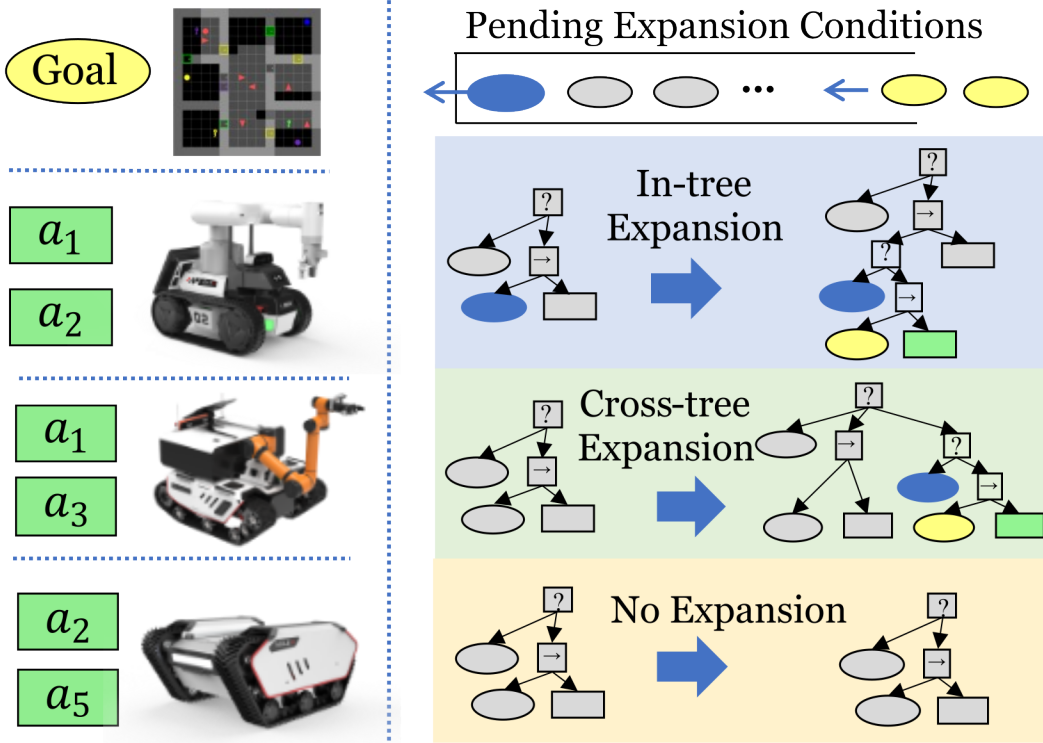 Goal
Pending Expansion Conditions
...
a1
a2
In-tree
Expansion
?
→
?
→
?
→
a1
a3
Cross-tree
Expansion
?
→
?
→
?
→
a2
a5
No Expansion
?
→
?
→